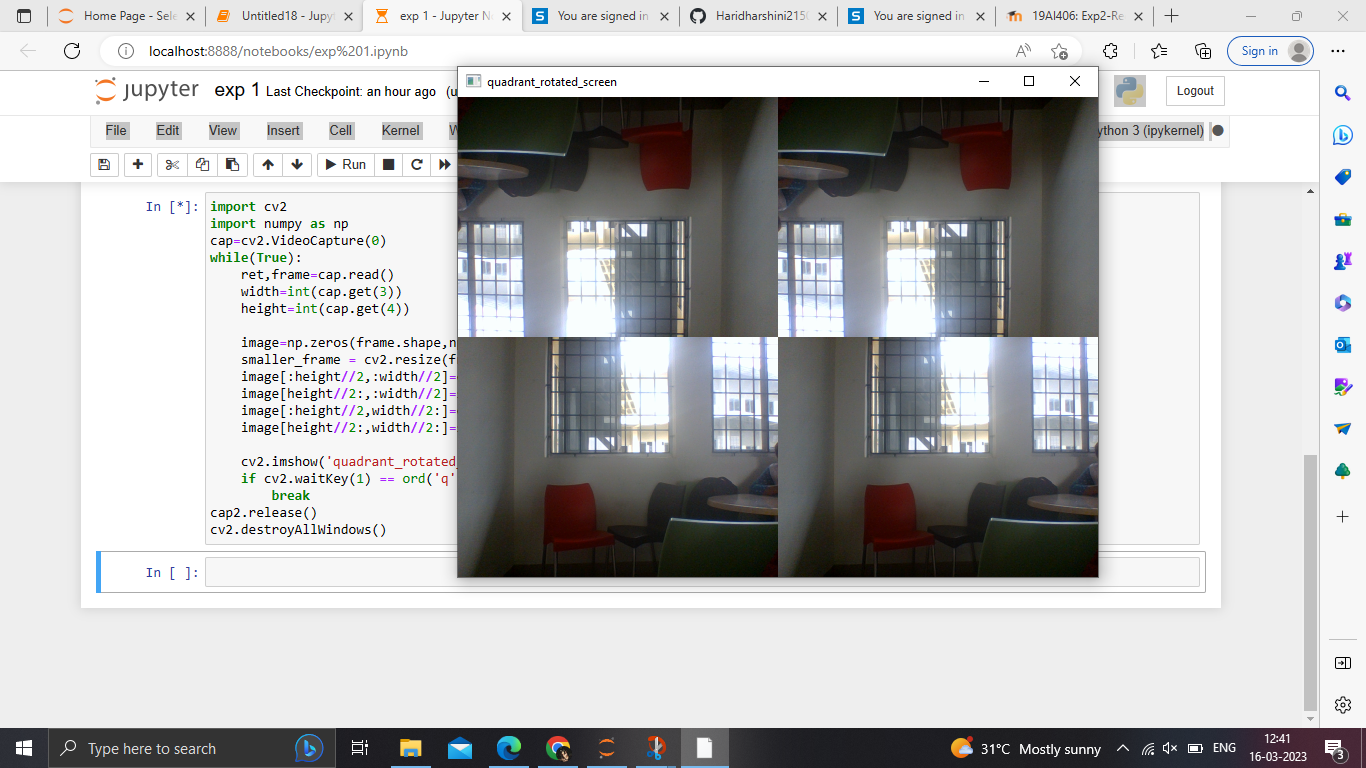 Home Page - Sele
Untitled18 - Jupyt
exp 1 - Jupyter N
You are signed in
Haridharshini2150
You are signed in
19AI406: Exp2-Re
localhost:8888/notebooks/exp%201.ipynb
Sign in
quadrant_rotated_screen
jupyter exp 1 Last Checkpoint: an hour ago (u
Logout
File Edit View Insert Cell Kernel W
ython 3 (ipykernel)
Run
In [*]: import cv2
import numpy as np
cap=cv2.VideoCapture(0)
while(True):
ret,frame=cap.read()
width=int(cap.get(3))
height=int(cap.get(4))
image=np.zeros(frame.shape,n
smaller_frame = cv2.resize(f
image[:height//2,:width//2]=
image[height//2:,:width//2]=
image[:height//2,width//2:]=
image[height//2:,width//2:]=
cv2.imshow('quadrant_rotated_
if cv2.waitKey(1) == ord('q'
break
cap2.release()
cv2.destroyAllWindows()
In [ ]:
Type here to search
31°C Mostly sunny
ENG
12:41
16-03-2023
3